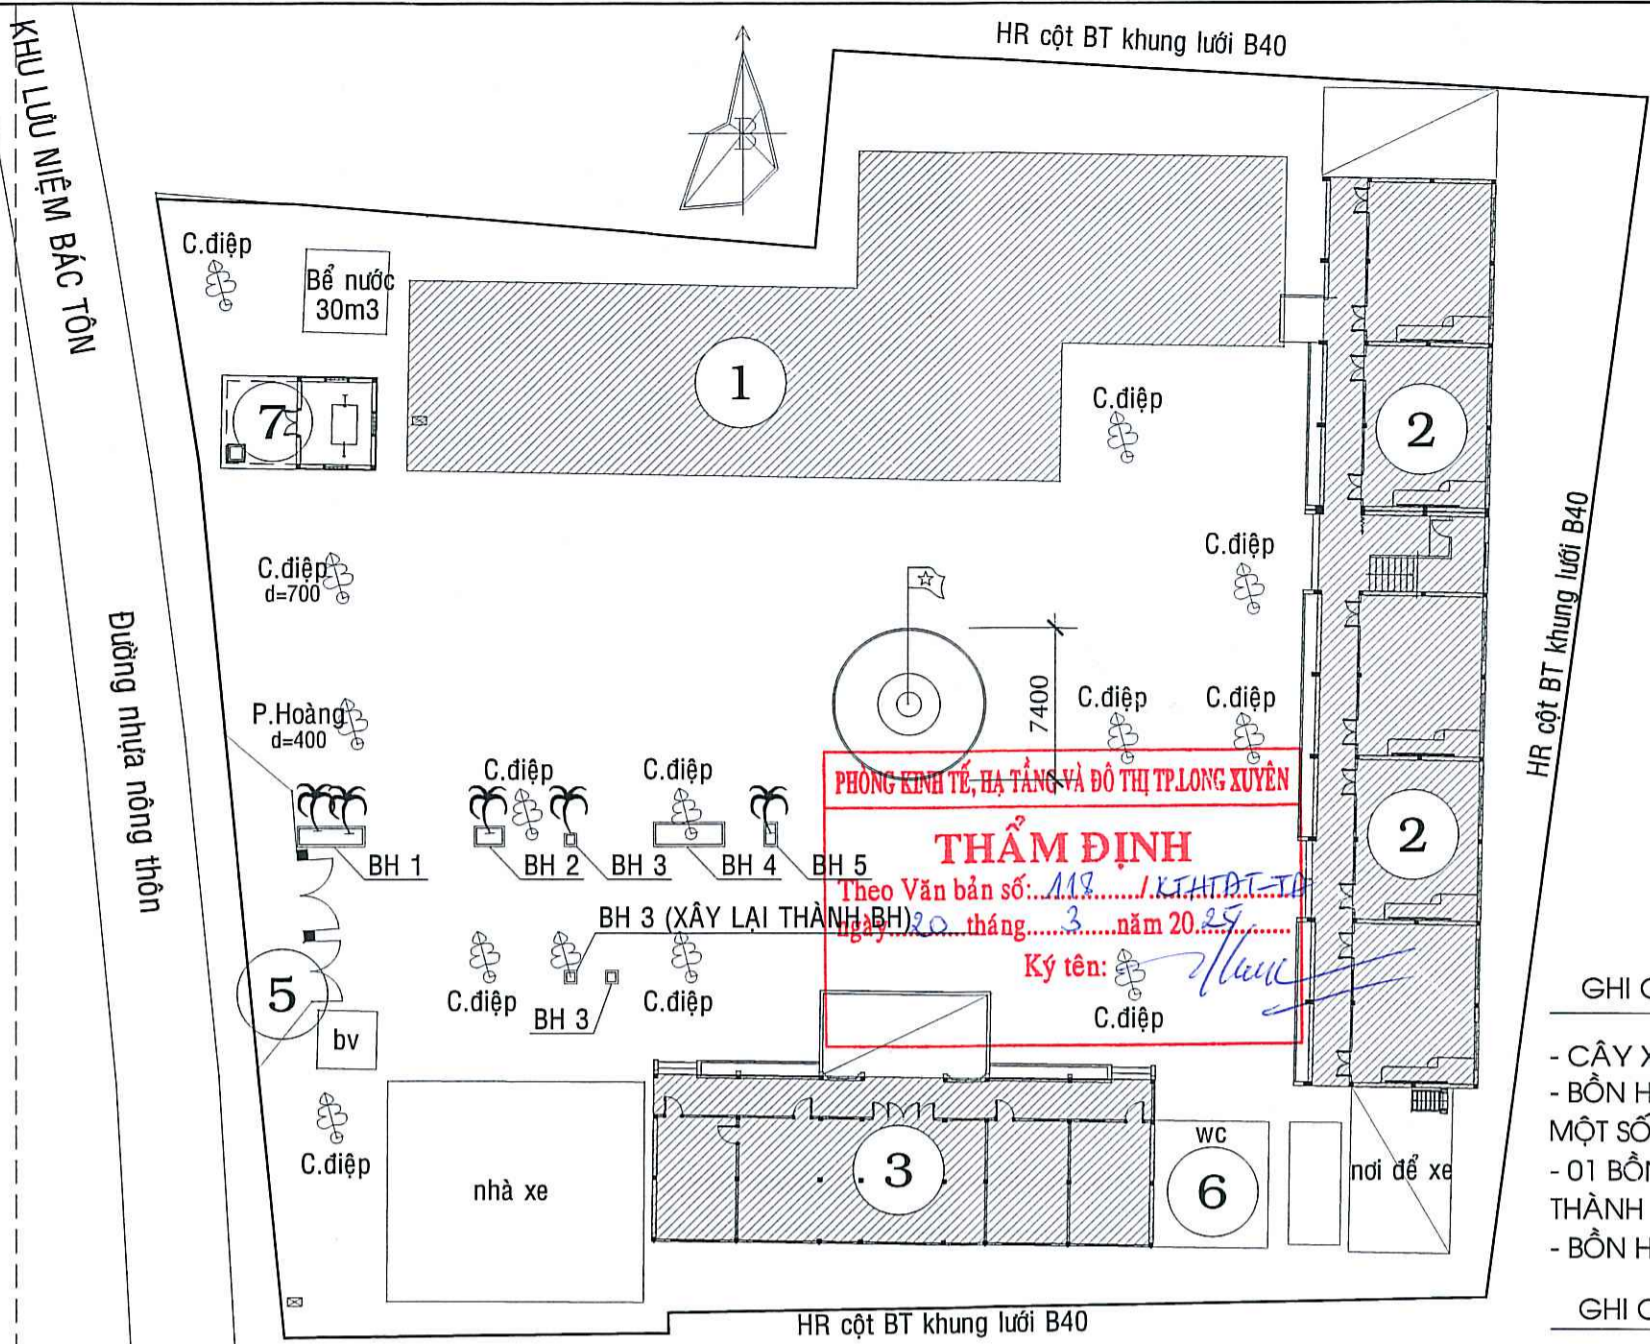 HR cột BT khung lưới B40
KHU LƯU NIỆM BÁC TÔN
B
C.điệp
Bể nước
30m3
1
C.điệp
2
7
C.điệp
C.điệp
d=700
HR cột BT khung lưới B40
Đường nhựa nông thôn
7400
C.điệp
C.điệp
P.Hoàng
d=400
C.điệp
C.điệp
PHÒNG KINH TẾ, HẠ TẦNG VÀ ĐÔ THỊ TP.LONG XUYÊN
THẨM ĐỊNH
2
BH 1
BH 2
BH 3
BH 4
BH 5
Theo Văn bản số: 118 / KTHTĐT-TĐ
BH 3 (XÂY LẠI THÀNH BH)
ngày 20 tháng 3 năm 20
Ký tên:
5
C.điệp
BH 3
C.điệp
C.điệp
GHI C
bv
- CÂY X
- BỒN H
MỘT SỐ
- 01 BỒN
THÀNH
- BỒN H
C.điệp
nhà xe
3
WC
6
nơi để xe
GHI C
HR cột BT khung lưới B40